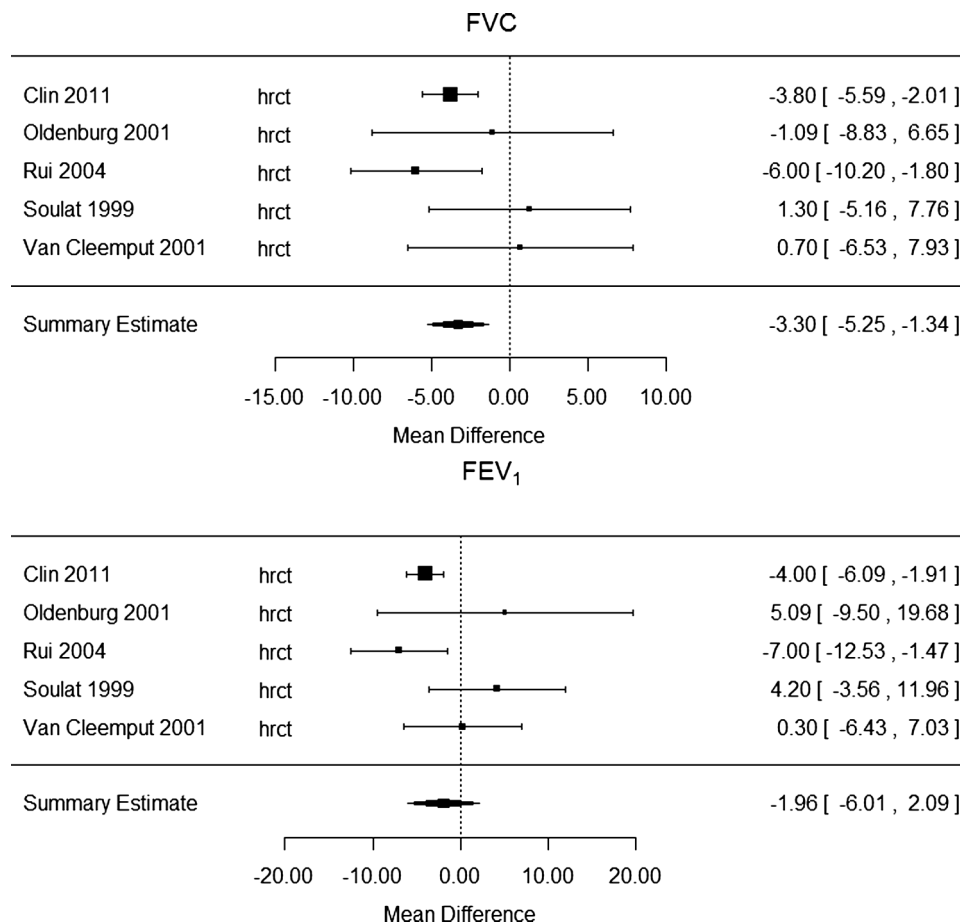 FVC
Clin 2011 hrct -3.80 [ -5.59 , -2.01 ]
Oldenburg 2001 hrct -1.09 [ -8.83 , 6.65 ]
Rui 2004 hrct -6.00 [ -10.20 , -1.80 ]
Soulat 1999 hrct 1.30 [ -5.16 , 7.76 ]
Van Cleemput 2001 hrct 0.70 [ -6.53 , 7.93 ]
Summary Estimate -3.30 [ -5.25 , -1.34 ]
-15.00 -10.00 -5.00 0.00 5.00 10.00
Mean Difference
FEV₁
Clin 2011 hrct -4.00 [ -6.09 , -1.91 ]
Oldenburg 2001 hrct 5.09 [ -9.50 , 19.68 ]
Rui 2004 hrct -7.00 [ -12.53 , -1.47 ]
Soulat 1999 hrct 4.20 [ -3.56 , 11.96 ]
Van Cleemput 2001 hrct 0.30 [ -6.43 , 7.03 ]
Summary Estimate -1.96 [ -6.01 , 2.09 ]
-20.00 -10.00 0.00 10.00 20.00
Mean Difference